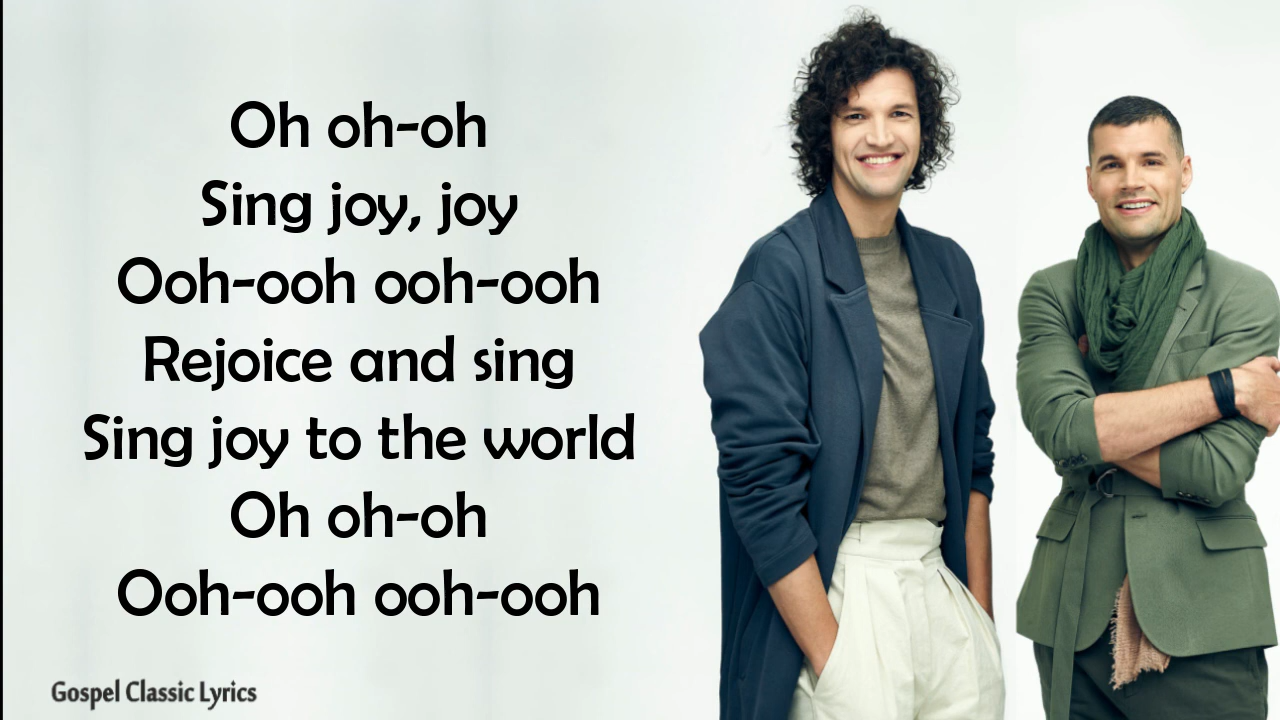 Oh oh-oh
Sing joy, joy
Ooh-ooh ooh-ooh
Rejoice and sing
Sing joy to the world
Oh oh-oh
Ooh-ooh ooh-ooh
Gospel Classic Lyrics